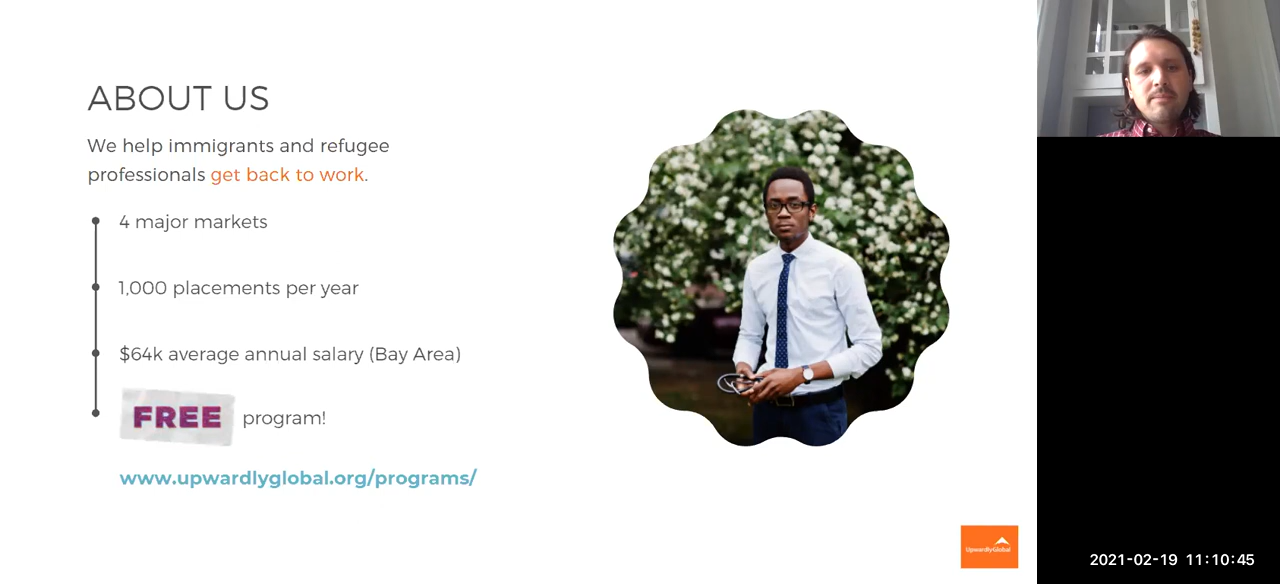 ABOUT US
We help immigrants and refugee
professionals get back to work.
4 major markets
1,000 placements per year
$64k average annual salary (Bay Area)
FREE program!
www.upwardlyglobal.org/programs/
UpwardlyGlobal
2021-02-19 11:10:45